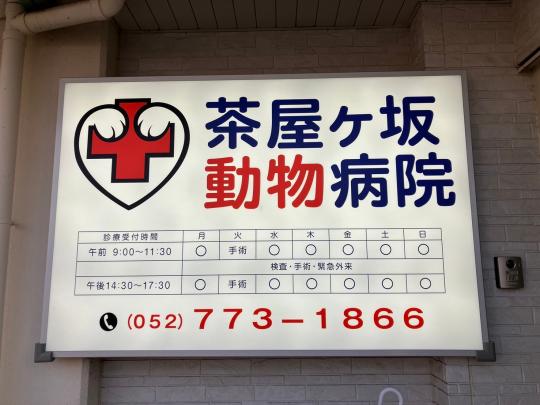 茶屋ヶ坂
動物病院
診療受付時間 月 火 水 木 金 土 日
午前 9:00〜11:30 ○ 手術 ○ ○ ○ ○ ○
検査・手術・緊急外来
午後14:30〜17:30 ○ 手術 ○ ○ ○ ○ ○
(052) 773-1866